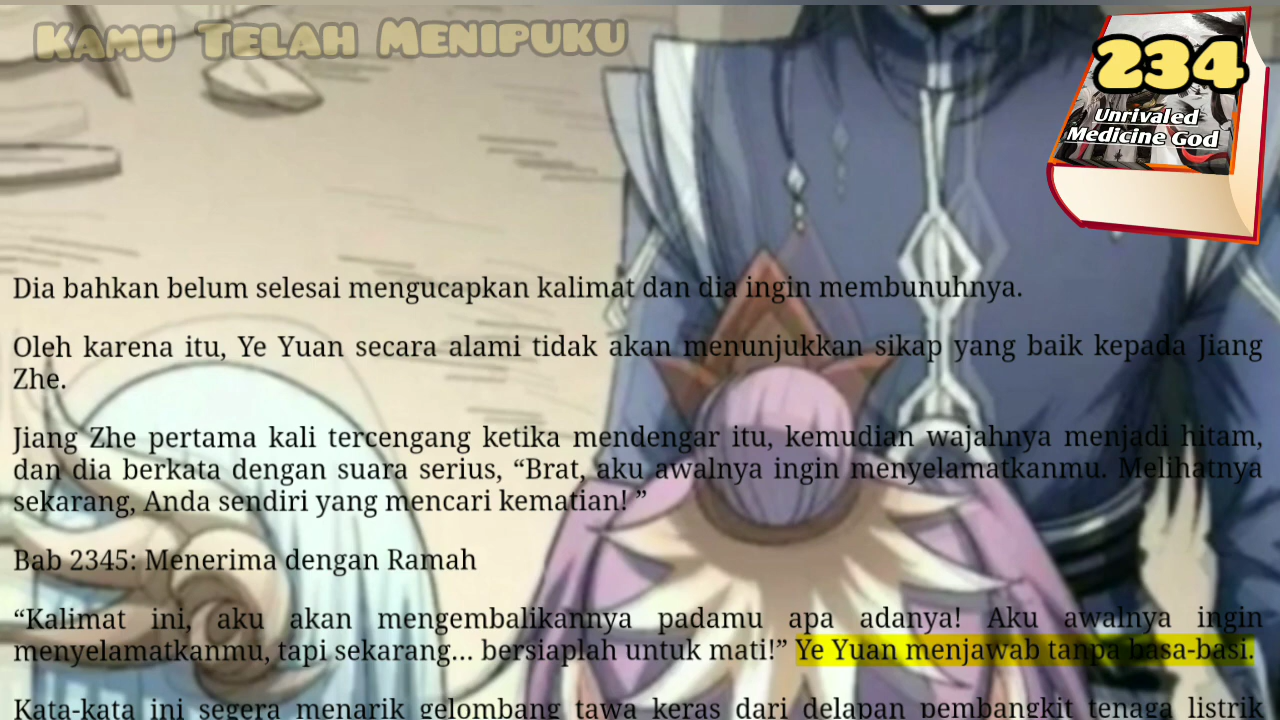 Kamu Telah Menipuku
234
Unrivaled
Medicine God
Dia bahkan belum selesai mengucapkan kalimat dan dia ingin membunuhnya.
Oleh karena itu, Ye Yuan secara alami tidak akan menunjukkan sikap yang baik kepada Jiang
Zhe.
Jiang Zhe pertama kali tercengang ketika mendengar itu, kemudian wajahnya menjadi hitam,
dan dia berkata dengan suara serius, “Brat, aku awalnya ingin menyelamatkanmu. Melihatnya
sekarang, Anda sendiri yang mencari kematian! ”
Bab 2345: Menerima dengan Ramah
“Kalimat ini, aku akan mengembalikannya padamu apa adanya! Aku awalnya ingin
menyelamatkanmu, tapi sekarang… bersiaplah untuk mati!” Ye Yuan menjawab tanpa basa-basi.
Kata-kata ini segera menarik gelombang tawa keras dari delapan pembangkit tenaga listrik